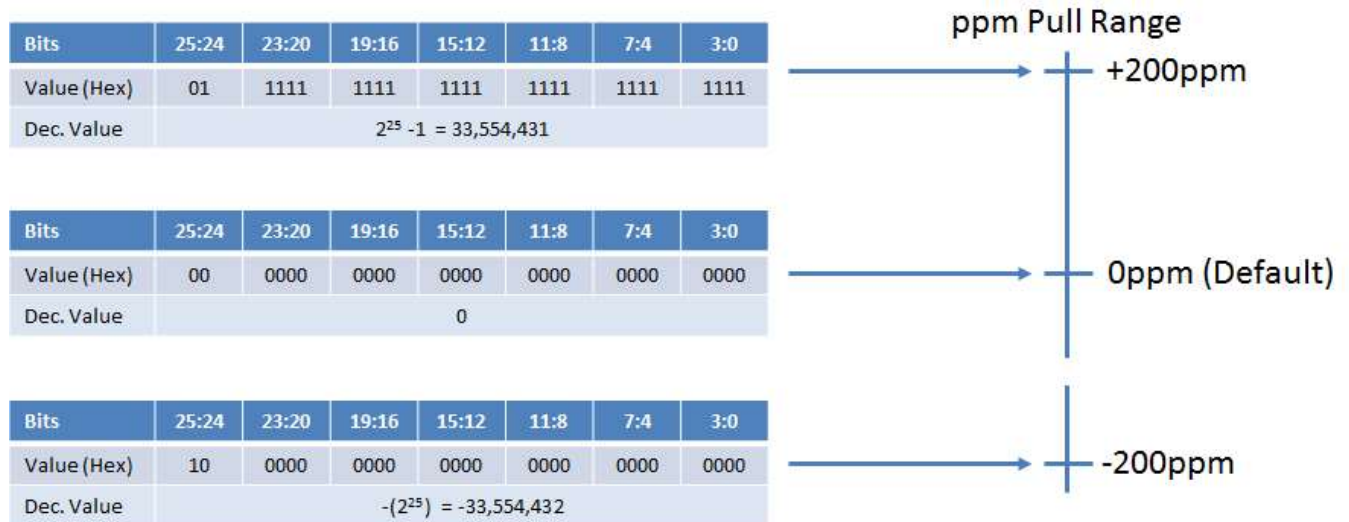 ppm Pull Range
Bits 25:24 23:20 19:16 15:12 11:8 7:4 3:0
Value (Hex) 01 1111 1111 1111 1111 1111 1111
Dec. Value 2²⁵ -1 = 33,554,431
+200ppm
Bits 25:24 23:20 19:16 15:12 11:8 7:4 3:0
Value (Hex) 00 0000 0000 0000 0000 0000 0000
Dec. Value 0
0ppm (Default)
Bits 25:24 23:20 19:16 15:12 11:8 7:4 3:0
Value (Hex) 10 0000 0000 0000 0000 0000 0000
Dec. Value -(2²⁵) = -33,554,432
-200ppm